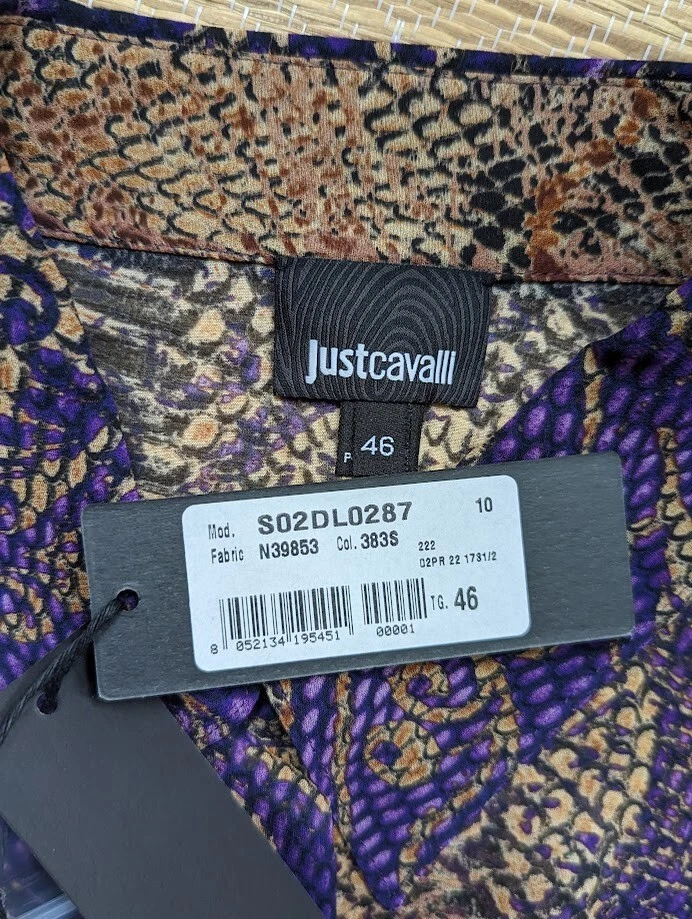 justcavalli
F 46
Mod. S02DL0287 10
Fabric N39853 Col. 383S 222
02PR 22 1731/2
TG. 46
8 052134 195451 00001